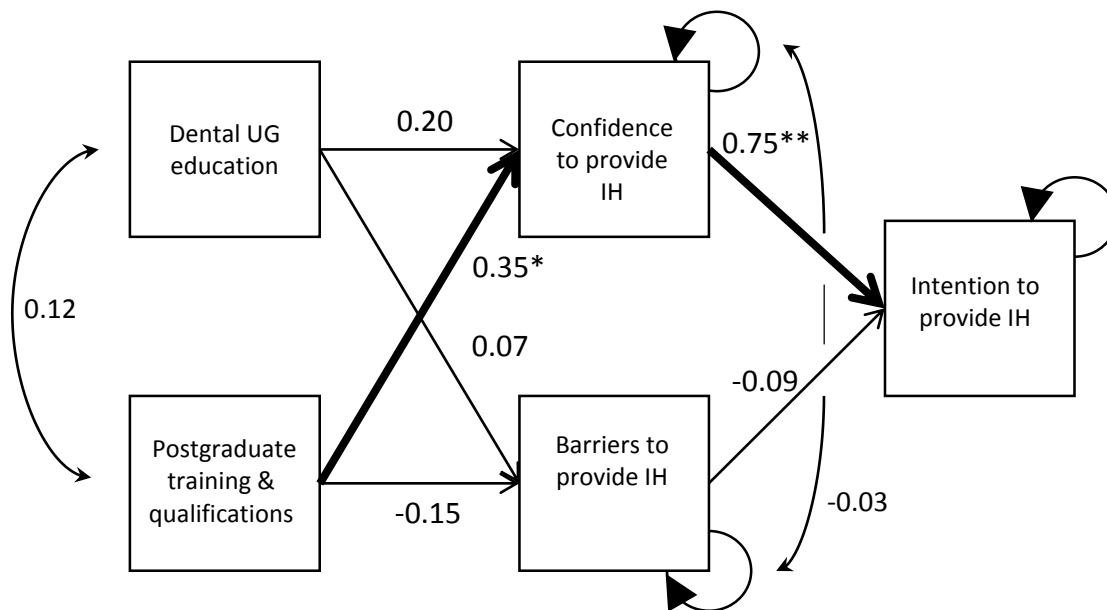 Dental UG
education
Postgraduate
training &
qualifications
0.12
0.20
0.35*
0.07
-0.15
Confidence
to provide
IH
Barriers to
provide IH
0.75**
-0.09
-0.03
Intention to
provide IH